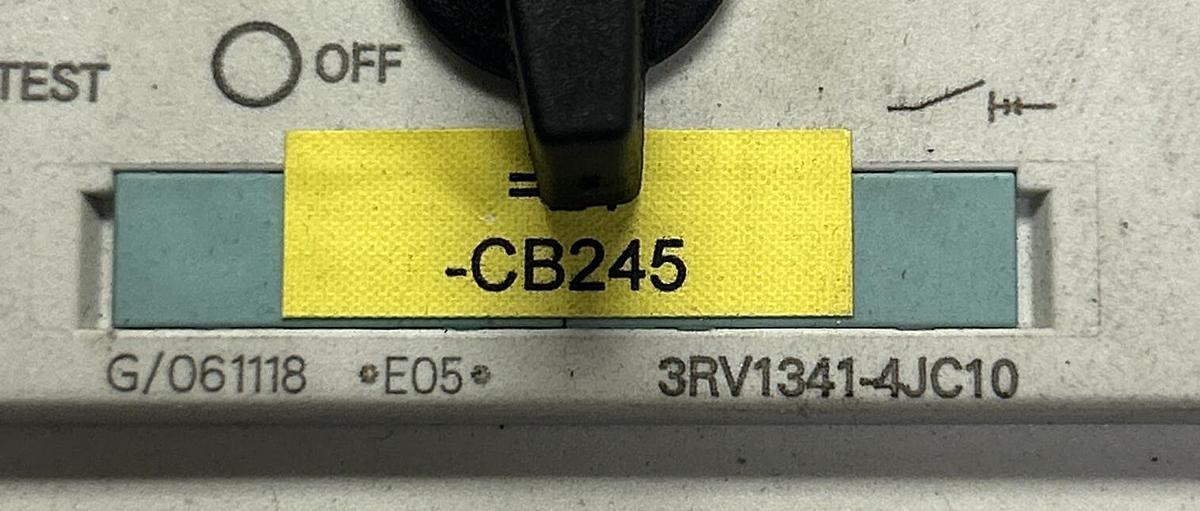 TEST OFF
-CB245
G/061118 *E05* 3RV1341-4JC10